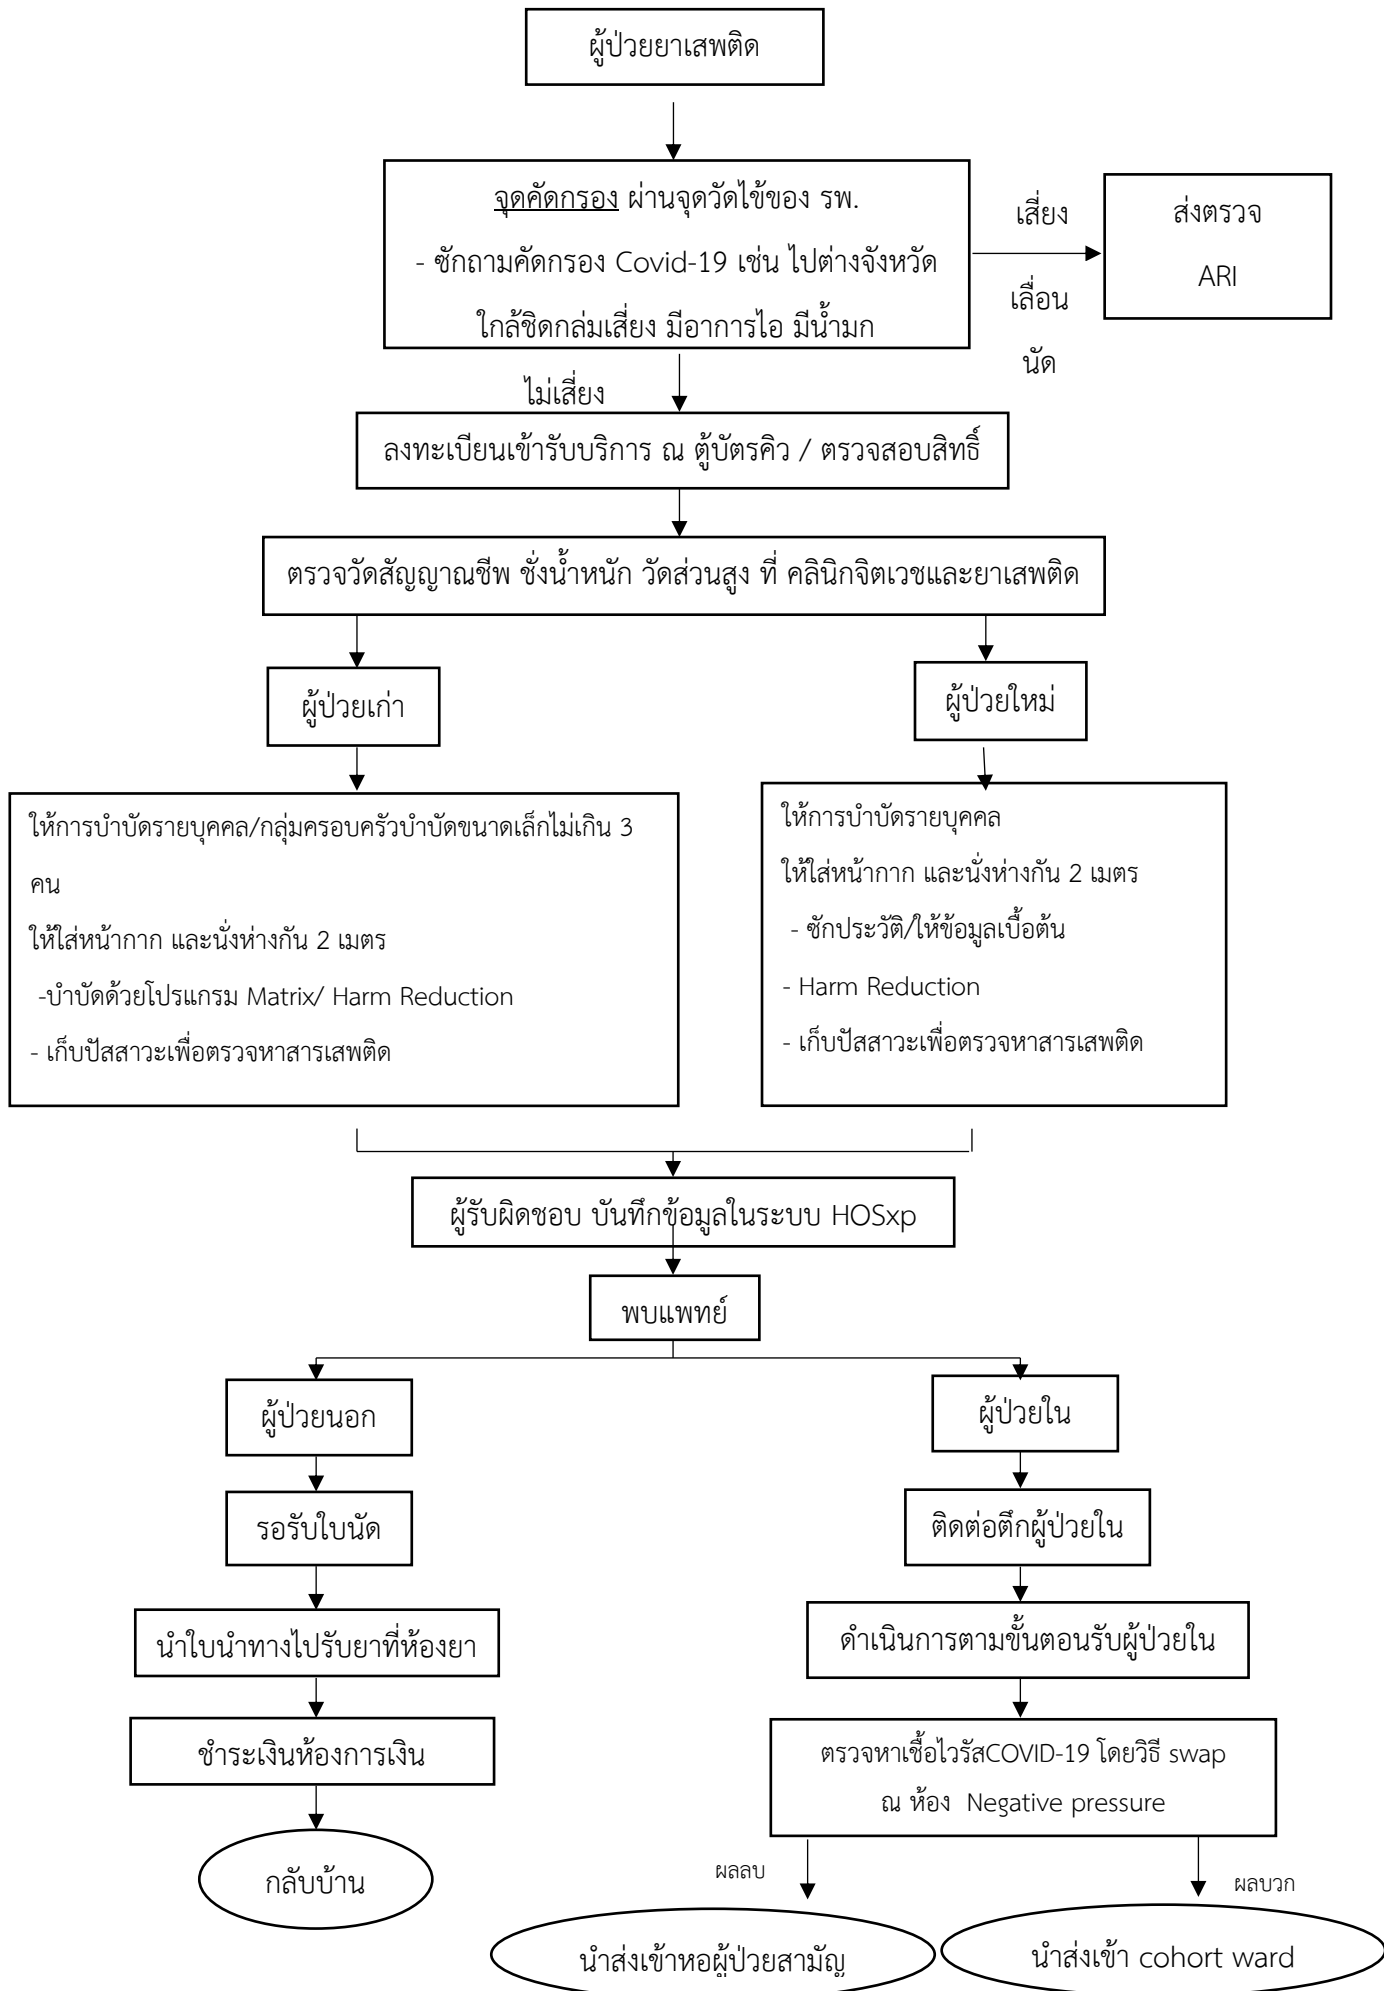 ผู้ป่วยยาเสพติด
จุดคัดกรอง ผ่านจุดวัดไข้ของ รพ.
- ซักถามคัดกรอง Covid-19 เช่น ไปต่างจังหวัด
ใกล้ชิดกลุ่มเสี่ยง มีอาการไอ มีน้ำมูก
เสี่ยง
เลื่อน
นัด
ส่งตรวจ
ARI
ไม่เสี่ยง
ลงทะเบียนเข้ารับบริการ ณ ตู้บัตรคิว / ตรวจสอบสิทธิ์
ตรวจวัดสัญญาณชีพ ชั่งน้ำหนัก วัดส่วนสูง ที่ คลินิกจิตเวชและยาเสพติด
ผู้ป่วยเก่า
ผู้ป่วยใหม่
ให้การบำบัดรายบุคคล/กลุ่มครอบครัวบำบัดขนาดเล็กไม่เกิน 3
คน
ให้ใส่หน้ากาก และนั่งห่างกัน 2 เมตร
-บำบัดด้วยโปรแกรม Matrix/ Harm Reduction
- เก็บปัสสาวะเพื่อตรวจหาสารเสพติด
ให้การบำบัดรายบุคคล
ให้ใส่หน้ากาก และนั่งห่างกัน 2 เมตร
- ซักประวัติ/ให้ข้อมูลเบื้อต้น
- Harm Reduction
- เก็บปัสสาวะเพื่อตรวจหาสารเสพติด
ผู้รับผิดชอบ บันทึกข้อมูลในระบบ HOSxp
พบแพทย์
ผู้ป่วยนอก
ผู้ป่วยใน
รอรับใบนัด
ติดต่อตึกผู้ป่วยใน
นำใบนำทางไปรับยาที่ห้องยา
ดำเนินการตามขั้นตอนรับผู้ป่วยใน
ชำระเงินห้องการเงิน
ตรวจหาเชื้อไวรัสCOVID-19 โดยวิธี swap
ณ ห้อง Negative pressure
กลับบ้าน
ผลลบ
ผลบวก
นำส่งเข้าหอผู้ป่วยสามัญ
นำส่งเข้า cohort ward